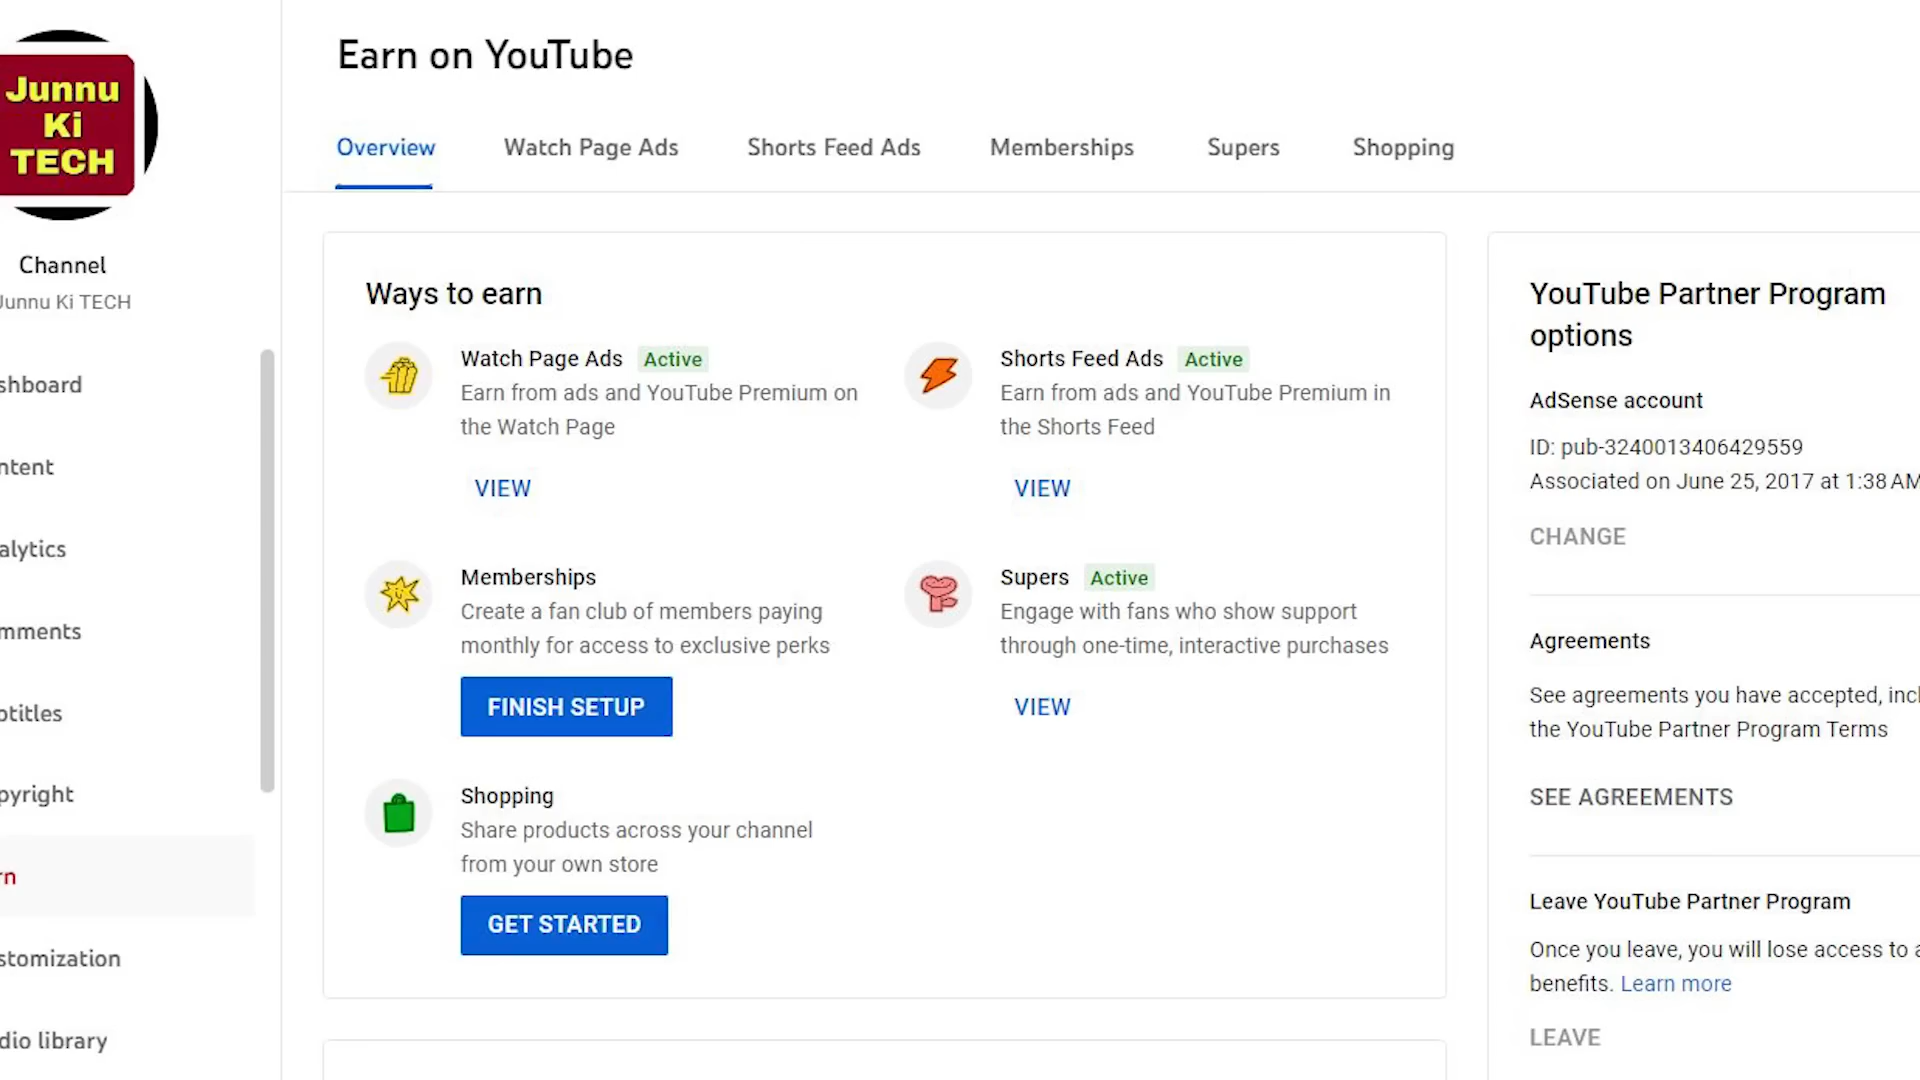 Junnu
Ki
TECH
Channel
Junnu Ki TECH
shboard
ntent
alytics
mments
otitles
pyright
rn
stomization
dio library
Earn on YouTube
Overview
Watch Page Ads
Shorts Feed Ads
Memberships
Supers
Shopping
Ways to earn
Watch Page Ads Active
Earn from ads and YouTube Premium on
the Watch Page
VIEW
Shorts Feed Ads Active
Earn from ads and YouTube Premium in
the Shorts Feed
VIEW
Memberships
Create a fan club of members paying
monthly for access to exclusive perks
FINISH SETUP
Supers Active
Engage with fans who show support
through one-time, interactive purchases
VIEW
Shopping
Share products across your channel
from your own store
GET STARTED
YouTube Partner Program
options
AdSense account
ID: pub-3240013406429559
Associated on June 25, 2017 at 1:38 AM
CHANGE
Agreements
See agreements you have accepted, incl
the YouTube Partner Program Terms
SEE AGREEMENTS
Leave YouTube Partner Program
Once you leave, you will lose access to a
benefits. Learn more
LEAVE